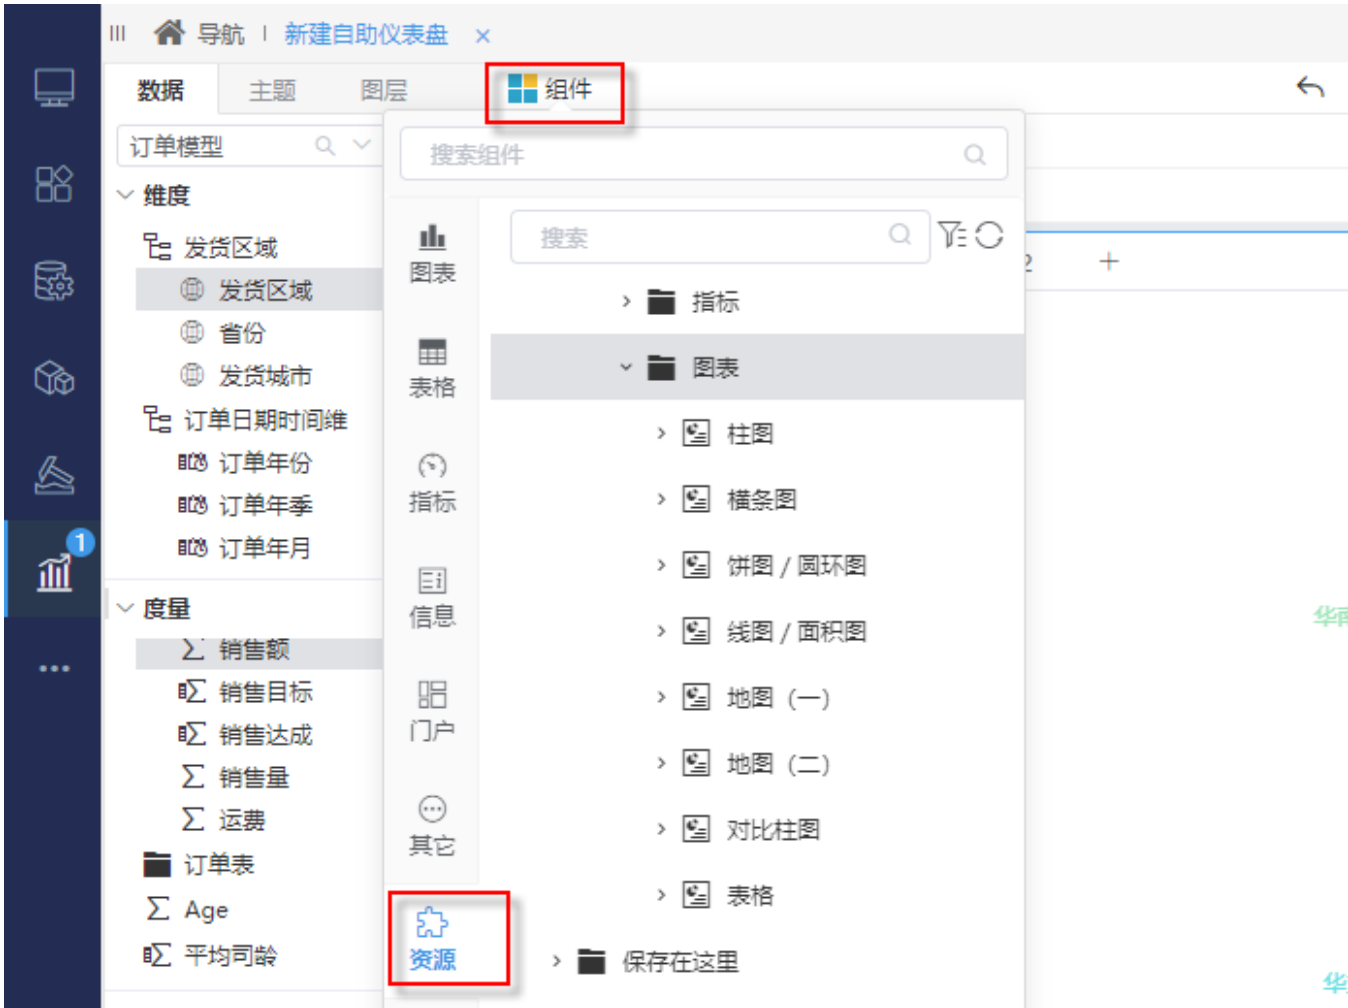 导航 新建自助仪表盘 ×
数据 主题 图层 组件
订单模型
维度
发货区域
发货区域
省份
发货城市
订单日期时间维
订单年份
订单年季
订单年月
度量
销售额
销售目标
销售达成
销售量
运费
订单表
Age
平均司龄
1
搜索组件
图表
表格
指标
信息
门户
其它
资源
搜索
指标
图表
柱图
横条图
饼图 / 圆环图
线图 / 面积图
地图（一）
地图（二）
对比柱图
表格
保存在这里
2 +
华南
华